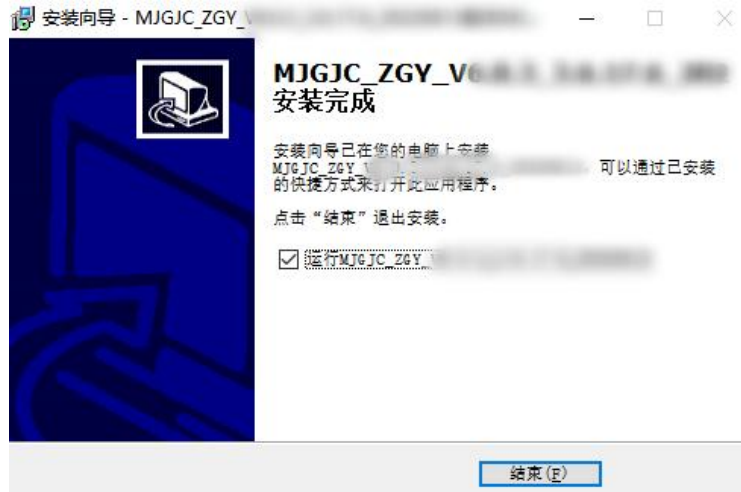 安装向导 - MJGJC_ZGY_
MJGJC_ZGY_V
安装完成
安装向导已在您的电脑上安装
MJGJC_ZGY_ 可以通过已安装
的快捷方式来打开此应用程序。
点击“结束”退出安装。
运行MJGJC_ZGY_
结束(F)